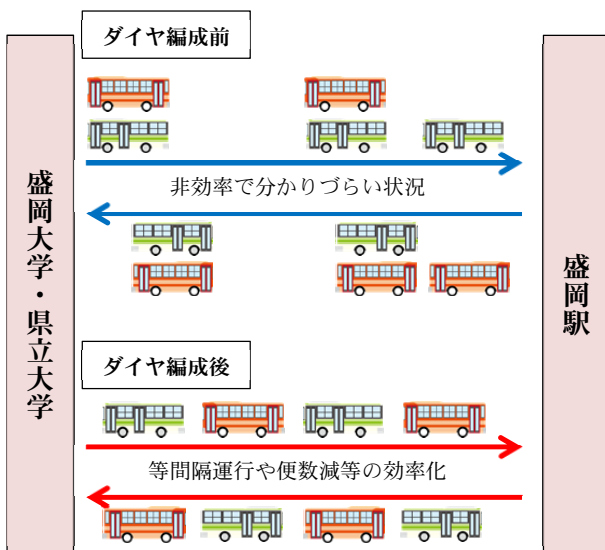 ダイヤ編成前
非効率で分かりづらい状況
盛岡大学・県立大学
盛岡駅
ダイヤ編成後
等間隔運行や便数減等の効率化